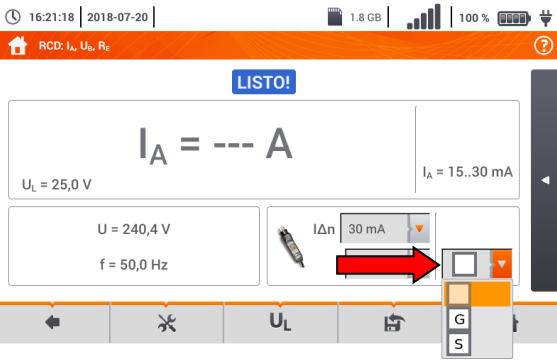 16:21:18 2018-07-20 1.8 GB 100 %
RCD: IA, UB, RE ?
LISTO!
IA = --- A
UL = 25,0 V
IA = 15..30 mA
U = 240,4 V
f = 50,0 Hz
IΔn 30 mA
UL
G
S